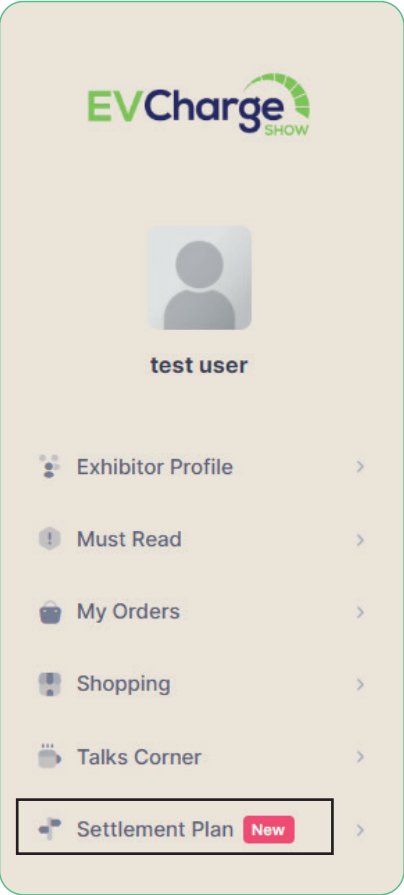 EVCharge
SHOW
test user
Exhibitor Profile
Must Read
My Orders
Shopping
Talks Corner
Settlement Plan New